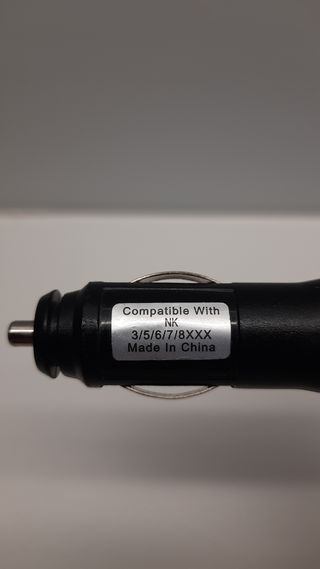 Compatible With
NK
3/5/6/7/8XXX
Made In China